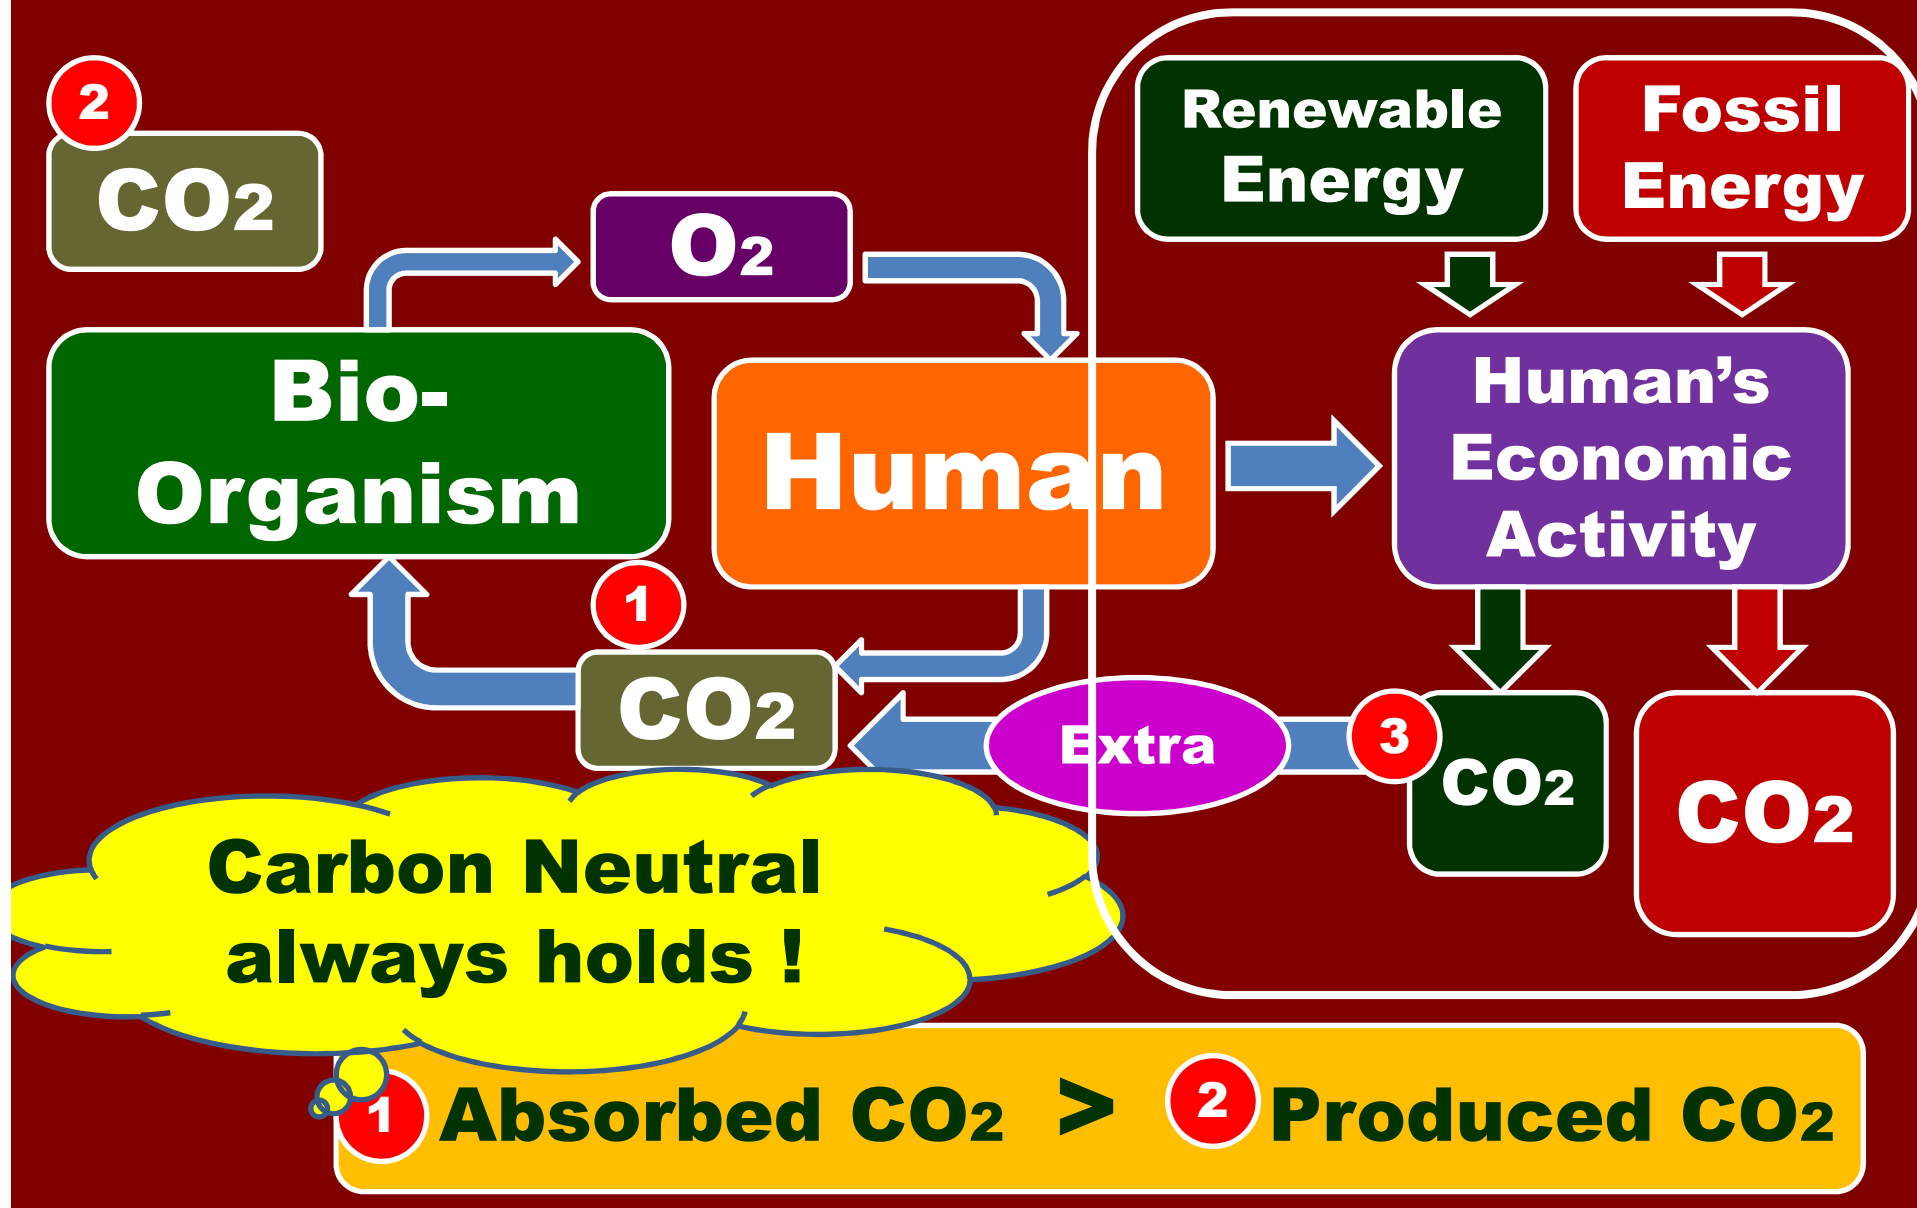 2
CO2
O2
Renewable
Energy
Fossil
Energy
Bio-
Organism
Human
Human’s
Economic
Activity
1
CO2
Extra
3
CO2
CO2
Carbon Neutral
always holds !
1 Absorbed CO2 > 2 Produced CO2